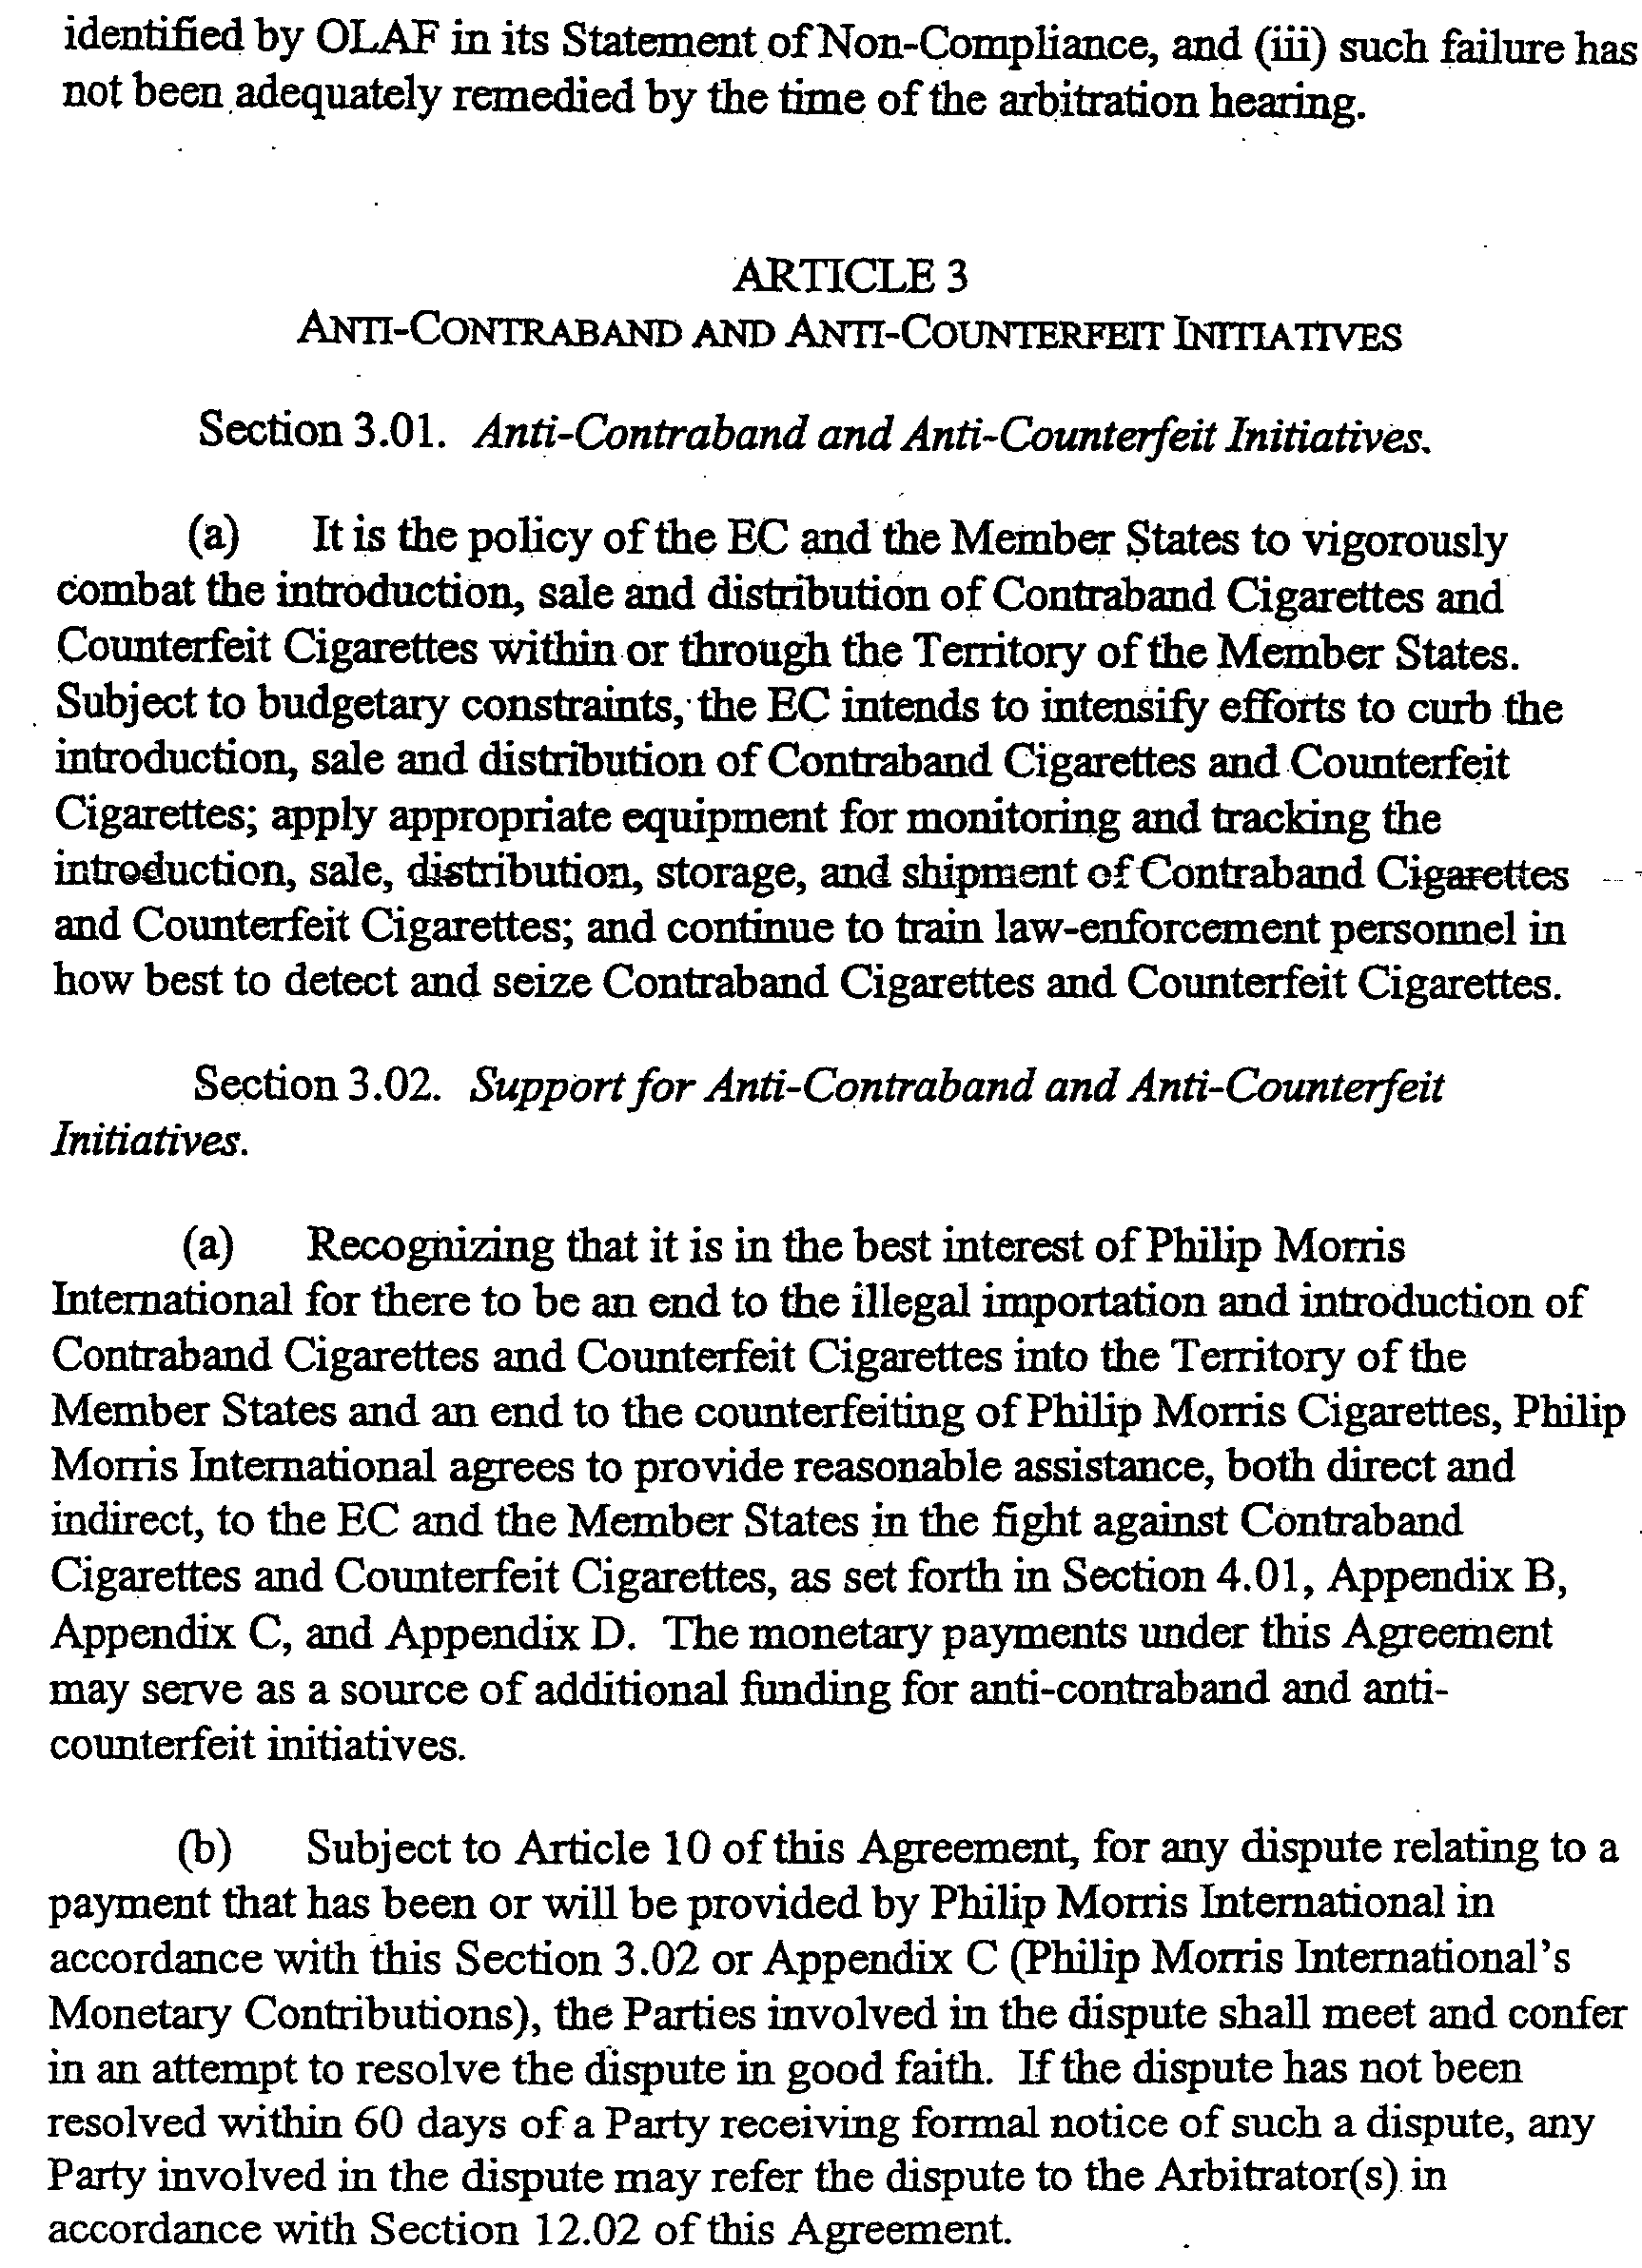 identified by OLAF in its Statement of Non-Compliance, and (iii) such failure has
not been adequately remedied by the time of the arbitration hearing.
ARTICLE 3
ANTI-CONTRABAND AND ANTI-COUNTERFEIT INITIATIVES
Section 3.01. Anti-Contraband and Anti-Counterfeit Initiatives.
(a) It is the policy of the EC and the Member States to vigorously
combat the introduction, sale and distribution of Contraband Cigarettes and
Counterfeit Cigarettes within or through the Territory of the Member States.
Subject to budgetary constraints, the EC intends to intensify efforts to curb the
introduction, sale and distribution of Contraband Cigarettes and Counterfeit
Cigarettes; apply appropriate equipment for monitoring and tracking the
introduction, sale, distribution, storage, and shipment of Contraband Cigarettes
and Counterfeit Cigarettes; and continue to train law-enforcement personnel in
how best to detect and seize Contraband Cigarettes and Counterfeit Cigarettes.
Section 3.02. Support for Anti-Contraband and Anti-Counterfeit
Initiatives.
(a) Recognizing that it is in the best interest of Philip Morris
International for there to be an end to the illegal importation and introduction of
Contraband Cigarettes and Counterfeit Cigarettes into the Territory of the
Member States and an end to the counterfeiting of Philip Morris Cigarettes, Philip
Morris International agrees to provide reasonable assistance, both direct and
indirect, to the EC and the Member States in the fight against Contraband
Cigarettes and Counterfeit Cigarettes, as set forth in Section 4.01, Appendix B,
Appendix C, and Appendix D. The monetary payments under this Agreement
may serve as a source of additional funding for anti-contraband and anti-
counterfeit initiatives.
(b) Subject to Article 10 of this Agreement, for any dispute relating to a
payment that has been or will be provided by Philip Morris International in
accordance with this Section 3.02 or Appendix C (Philip Morris International's
Monetary Contributions), the Parties involved in the dispute shall meet and confer
in an attempt to resolve the dispute in good faith. If the dispute has not been
resolved within 60 days of a Party receiving formal notice of such a dispute, any
Party involved in the dispute may refer the dispute to the Arbitrator(s) in
accordance with Section 12.02 of this Agreement.